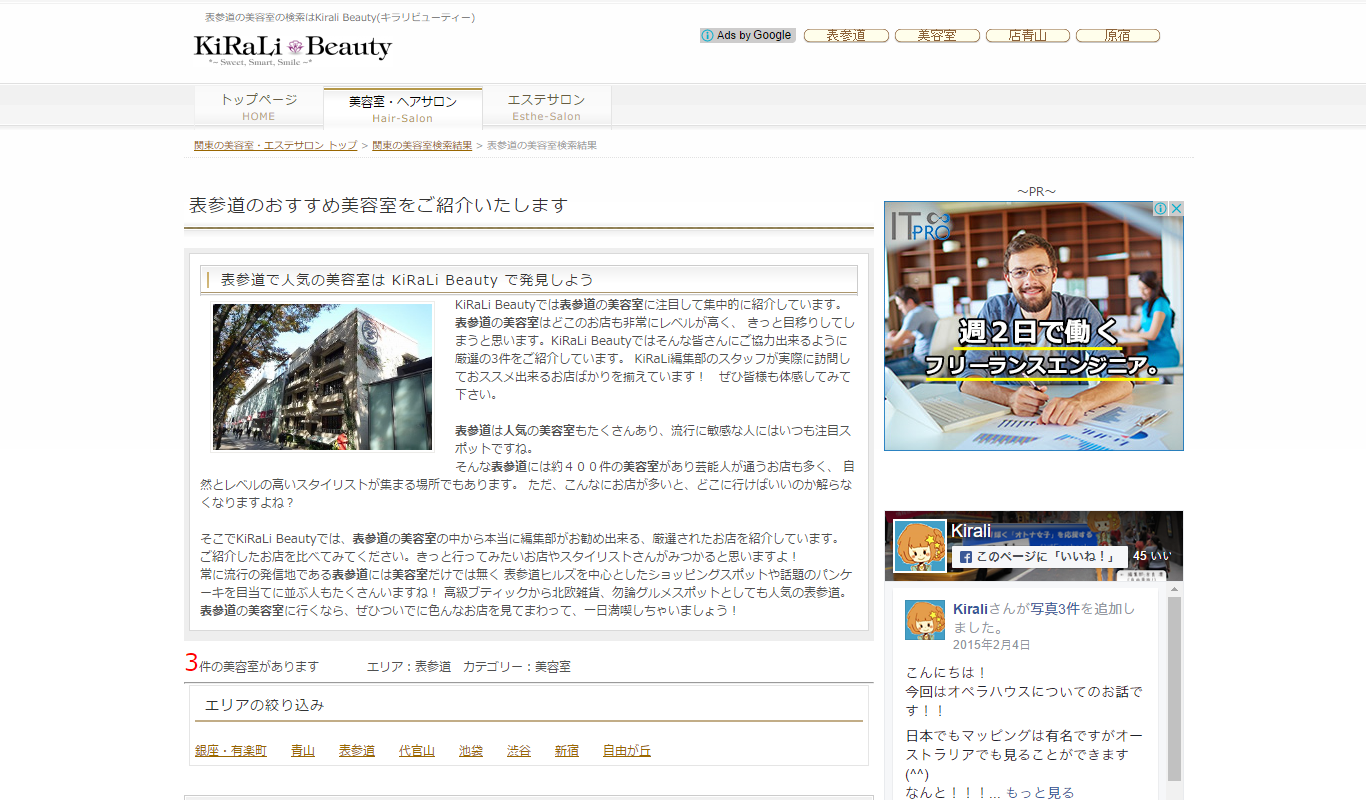 表参道の美容室の検索はKirali Beauty(キラリビューティー)
KiRaLi Beauty
*~ Sweet, Smart, Smile ~*
Ads by Google
表参道
美容室
店青山
原宿
トップページ
HOME
美容室・ヘアサロン
Hair-Salon
エステサロン
Esthe-Salon
関東の美容室・エステサロン トップ > 関東の美容室検索結果 > 表参道の美容室検索結果
表参道のおすすめ美容室をご紹介いたします
表参道で人気の美容室は KiRaLi Beauty で発見しよう
KiRaLi Beautyでは表参道の美容室に注目して集中的に紹介しています。
表参道の美容室はどこのお店も非常にレベルが高く、 きっと目移りしてし
まうと思います。KiRaLi Beautyではそんな皆さんにご協力出来るように
厳選の3件をご紹介しています。 KiRaLi編集部のスタッフが実際に訪問し
ておススメ出来るお店ばかりを揃えています！　ぜひ皆様も体感してみて
下さい。
表参道は人気の美容室もたくさんあり、流行に敏感な人にはいつも注目ス
ポットですね。
そんな表参道には約４００件の美容室があり芸能人が通うお店も多く、 自
然とレベルの高いスタイリストが集まる場所でもあります。 ただ、こんなにお店が多いと、どこに行けばいいのか解らな
くなりますよね？
そこでKiRaLi Beautyでは、表参道の美容室の中から本当に編集部がお勧め出来る、厳選されたお店を紹介しています。
ご紹介したお店を比べてみてください。きっと行ってみたいお店やスタイリストさんがみつかると思いますよ！
常に流行の発信地である表参道には美容室だけでは無く 表参道ヒルズを中心としたショッピングスポットや話題のパンケ
ーキを目当てに並ぶ人もたくさんいますね！ 高級ブティックから北欧雑貨、勿論グルメスポットとしても人気の表参道。
表参道の美容室に行くなら、ぜひついでに色んなお店を見てまわって、一日満喫しちゃいましょう！
3件の美容室があります　エリア：表参道　カテゴリー：美容室
エリアの絞り込み
銀座・有楽町
青山
表参道
代官山
池袋
渋谷
新宿
自由が丘
～PR～
IT PRO
週２日で働く
フリーランスエンジニア。
Kirali
このページに「いいね！」
45 いい
Kiraliさんが写真3件を追加し
ました。
2015年2月4日
こんにちは！
今回はオペラハウスについてのお話で
す！！
日本でもマッピングは有名ですがオー
ストラリアでも見ることができます
(^^)
なんと！！！... もっと見る